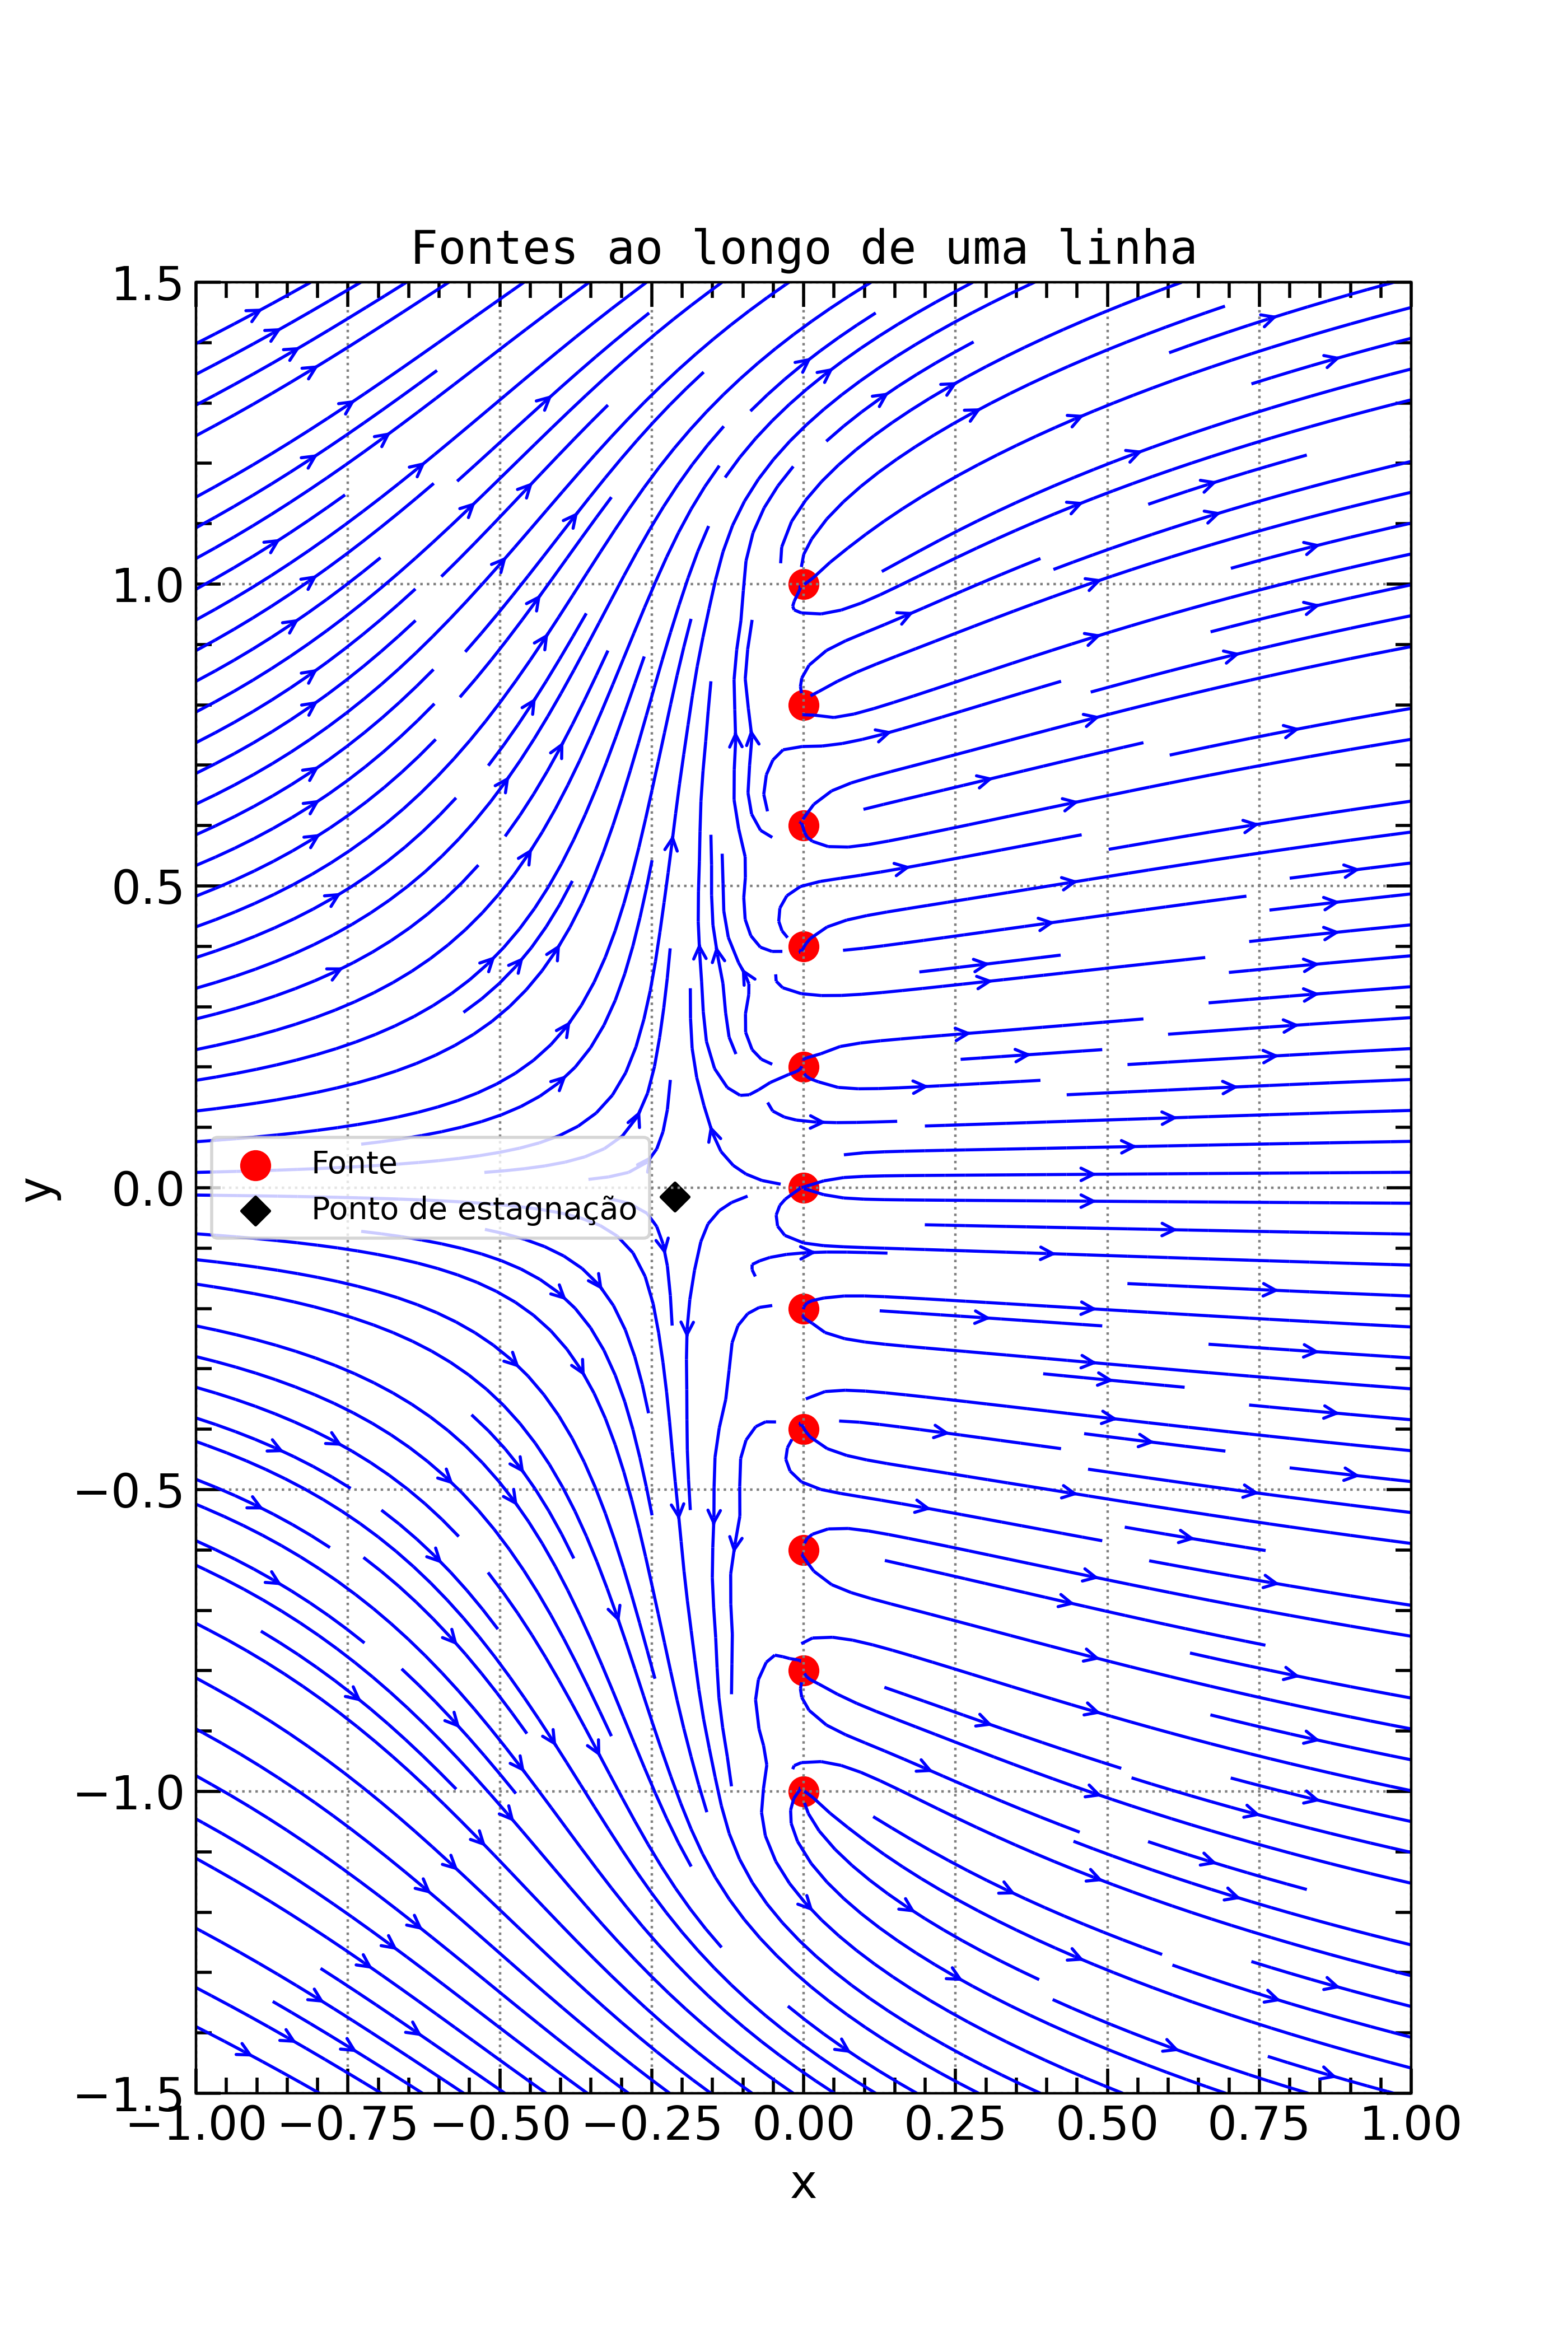 Fontes ao longo de uma linha
1.5
1.0
0.5
0.0
−0.5
−1.0
−1.5
y
Fonte
Ponto de estagnação
−1.00 −0.75 −0.50 −0.25 0.00 0.25 0.50 0.75 1.00
x